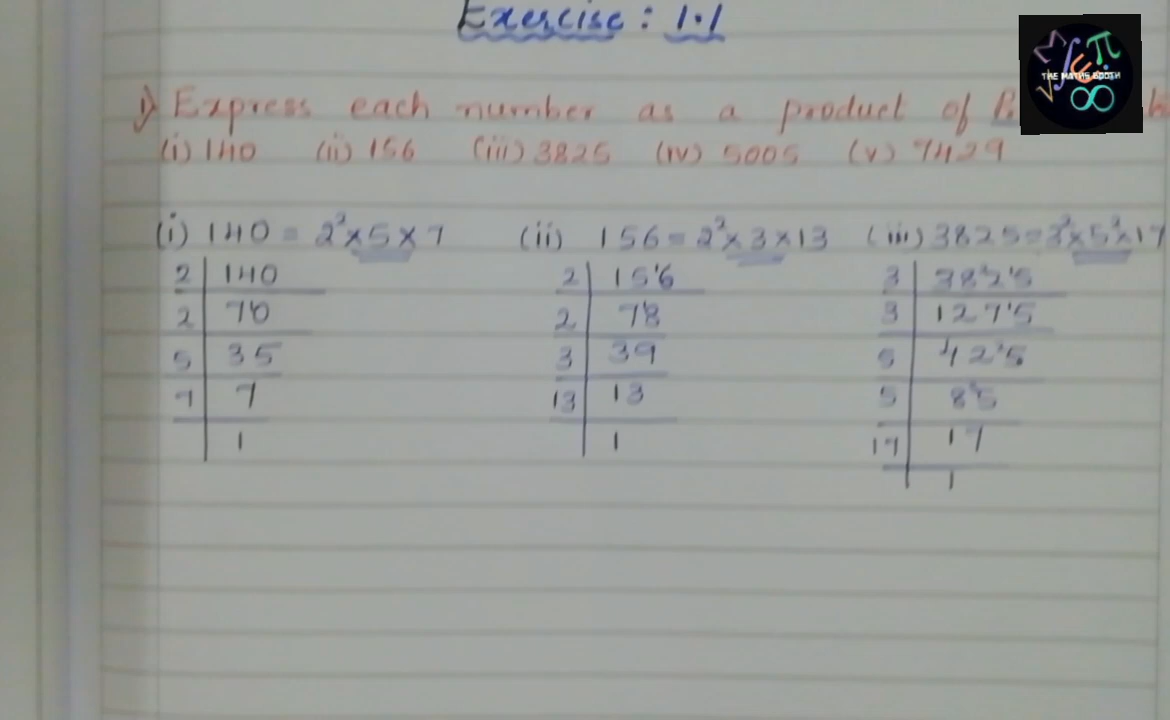 Exercise : 1.1
THE MATHS BOOTH
1) Express each number as a product of
(i) 140 (ii) 156 (iii) 3825 (iv) 5005 (v) 7429
(i) 140 = 2²×5×7 (ii) 156 = 2²×3×13 (iii) 3825 = 3²×5²×17
2 | 140 2 | 156 3 | 3825
2 | 70 2 | 78 3 | 1275
5 | 35 3 | 39 5 | 425
7 | 7 13 | 13 5 | 85
1 1 17 | 17
1